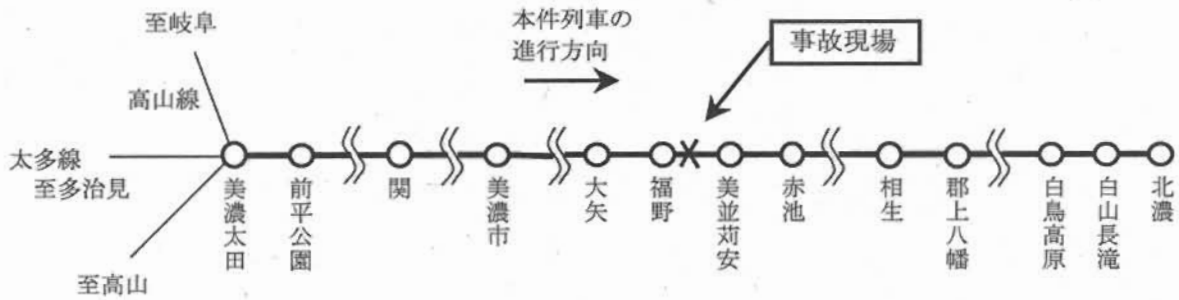 至岐阜
高山線
太多線
至多治見
至高山
本件列車の
進行方向
事故現場
美濃太田
前平公園
関
美濃市
大矢
福野
美並苅安
赤池
相生
郡上八幡
白鳥高原
白山長滝
北濃